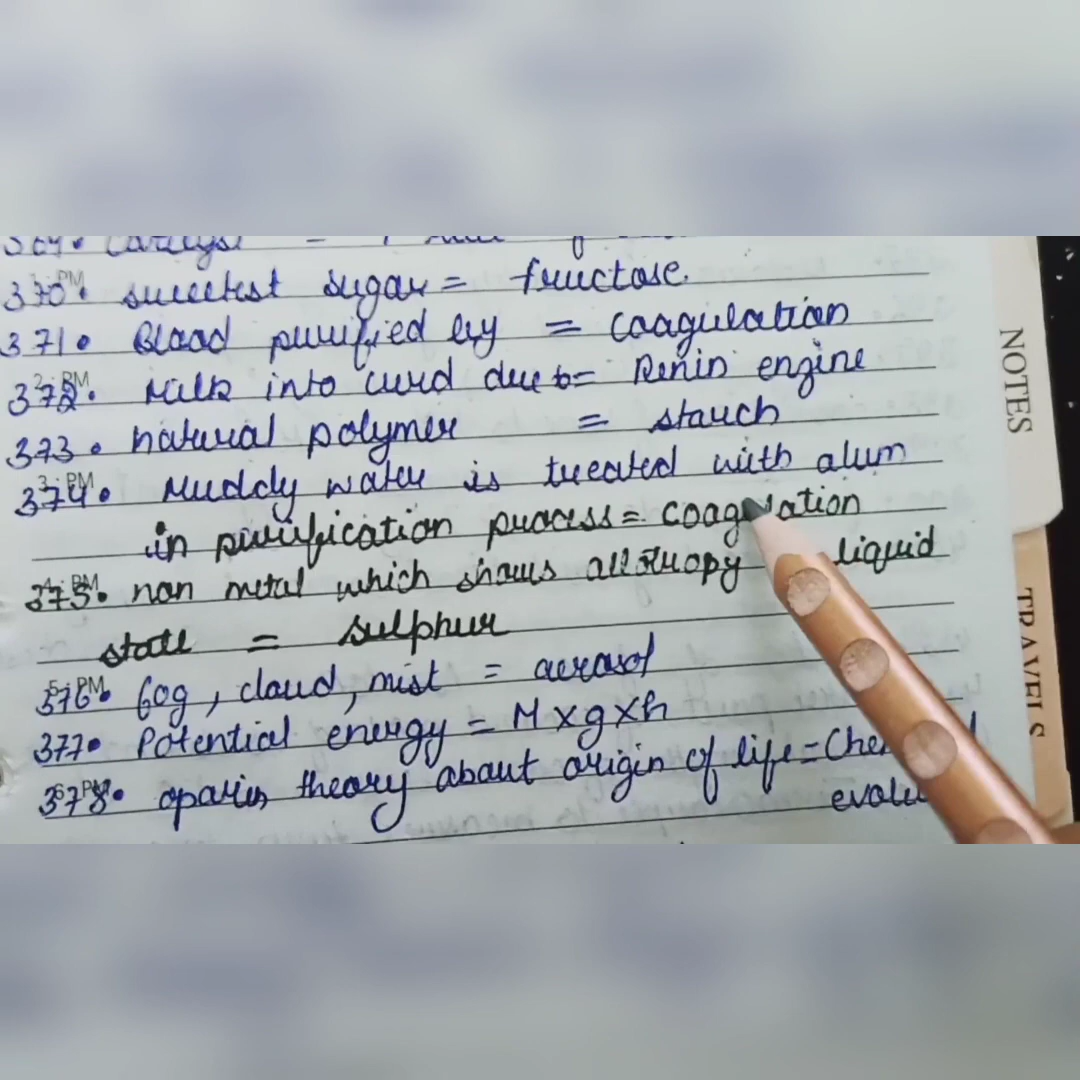 370. sweetest sugar = fructose.
371. Blood purified by = coagulation
372. Milk into curd due to = Renin engine
373. natural polymer = starch
374. Muddy water is treated with alum
in purification process = coagulation
375. non metal which shows allotropy liquid
state = sulphur
376. fog, cloud, mist = aerosol
377. Potential energy = M x g x h
378. oparin theory about origin of life = Che
evolu
NOTES
TRAVELS